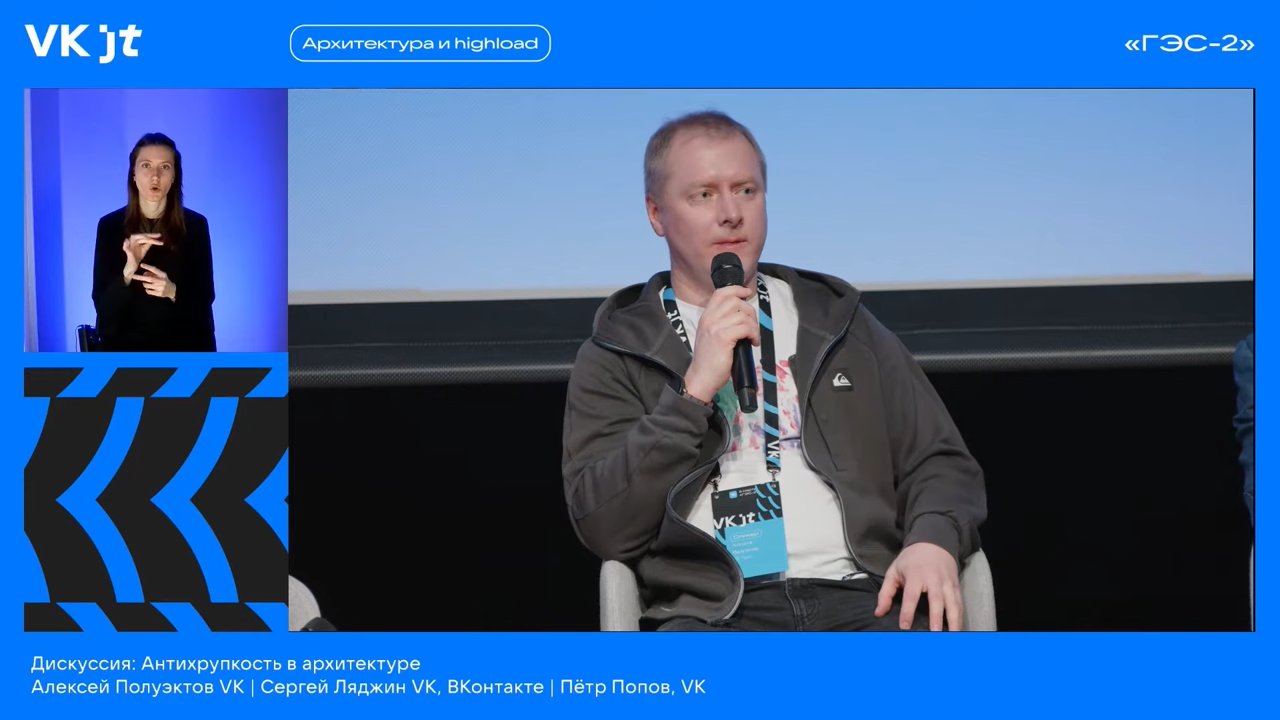 VK jt
Архитектура и highload
«ГЭС-2»
VK jt
Дискуссия: Антихрупкость в архитектуре
Алексей Полуэктов VK | Сергей Ляджин VK, ВКонтакте | Пётр Попов, VK